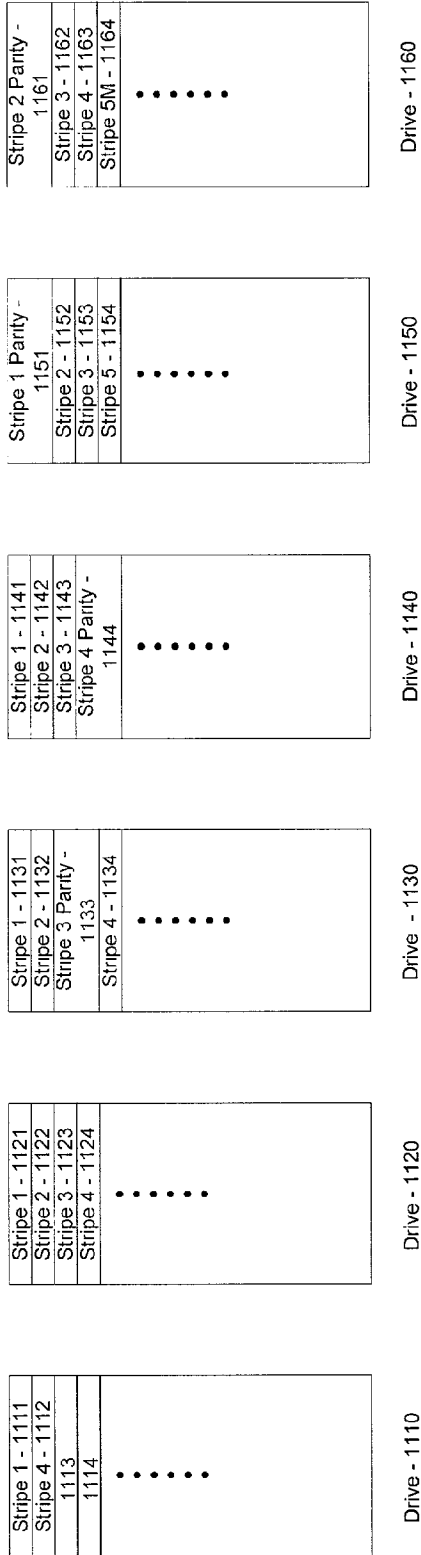 Stripe 1 - 1111
Stripe 4 - 1112
1113
1114
Drive - 1110
Stripe 1 - 1121
Stripe 2 - 1122
Stripe 3 - 1123
Stripe 4 - 1124
Drive - 1120
Stripe 1 - 1131
Stripe 2 - 1132
Stripe 3 Parity -
1133
Stripe 4 - 1134
Drive - 1130
Stripe 1 - 1141
Stripe 2 - 1142
Stripe 3 - 1143
Stripe 4 Parity -
1144
Drive - 1140
Stripe 1 Parity -
1151
Stripe 2 - 1152
Stripe 3 - 1153
Stripe 5 - 1154
Drive - 1150
Stripe 2 Parity -
1161
Stripe 3 - 1162
Stripe 4 - 1163
Stripe 5M - 1164
Drive - 1160